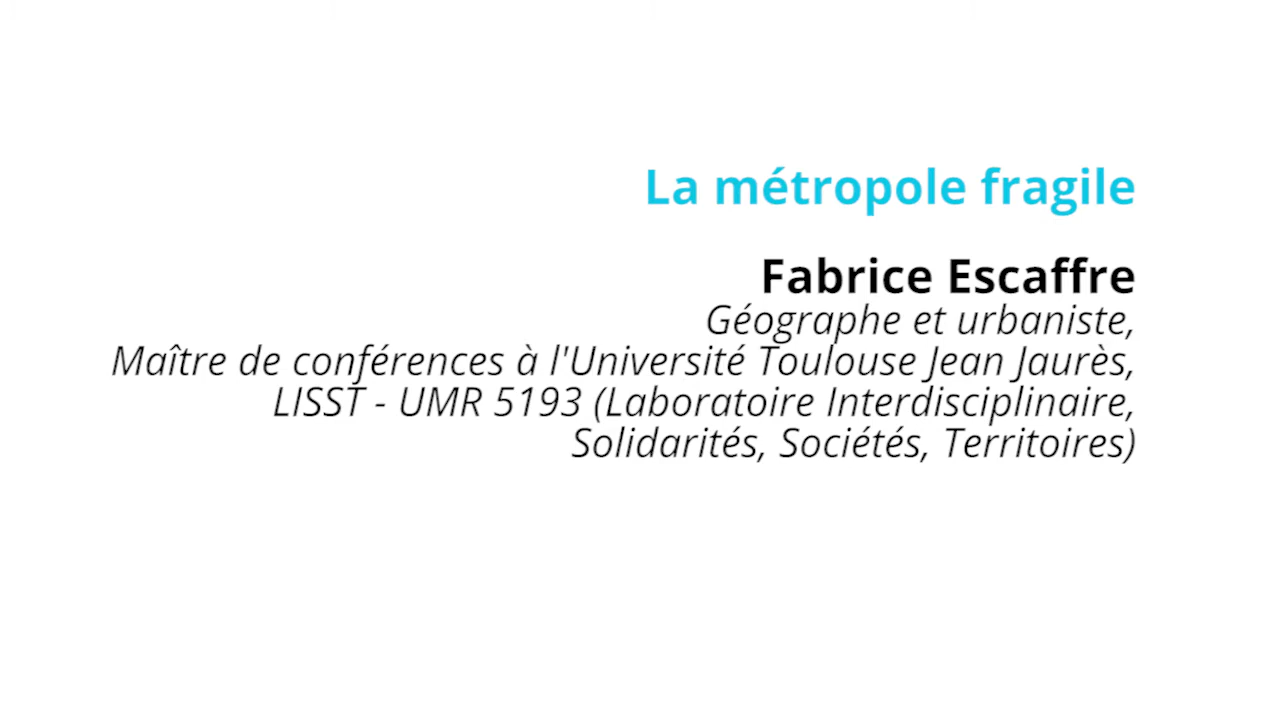 La métropole fragile
Fabrice Escaffre
Géographe et urbaniste,
Maître de conférences à l'Université Toulouse Jean Jaurès,
LISST - UMR 5193 (Laboratoire Interdisciplinaire,
Solidarités, Sociétés, Territoires)